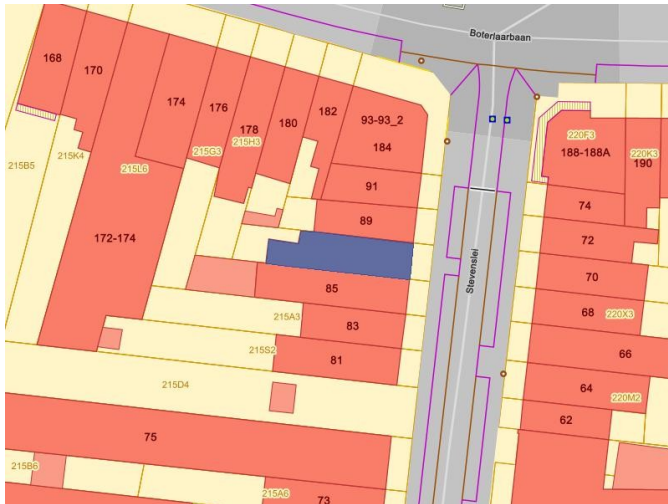 Boterlaarbaan
168
170
174
176
178
180
182
93-93_2
184
188-188A
190
220F3
220K3
215B5
215K4
215L6
215G3
215H3
91
89
74
72
70
172-174
Stevenslei
85
83
81
215A3
215S2
215D4
68
220X3
66
64
220M2
62
75
215B6
215A6
73